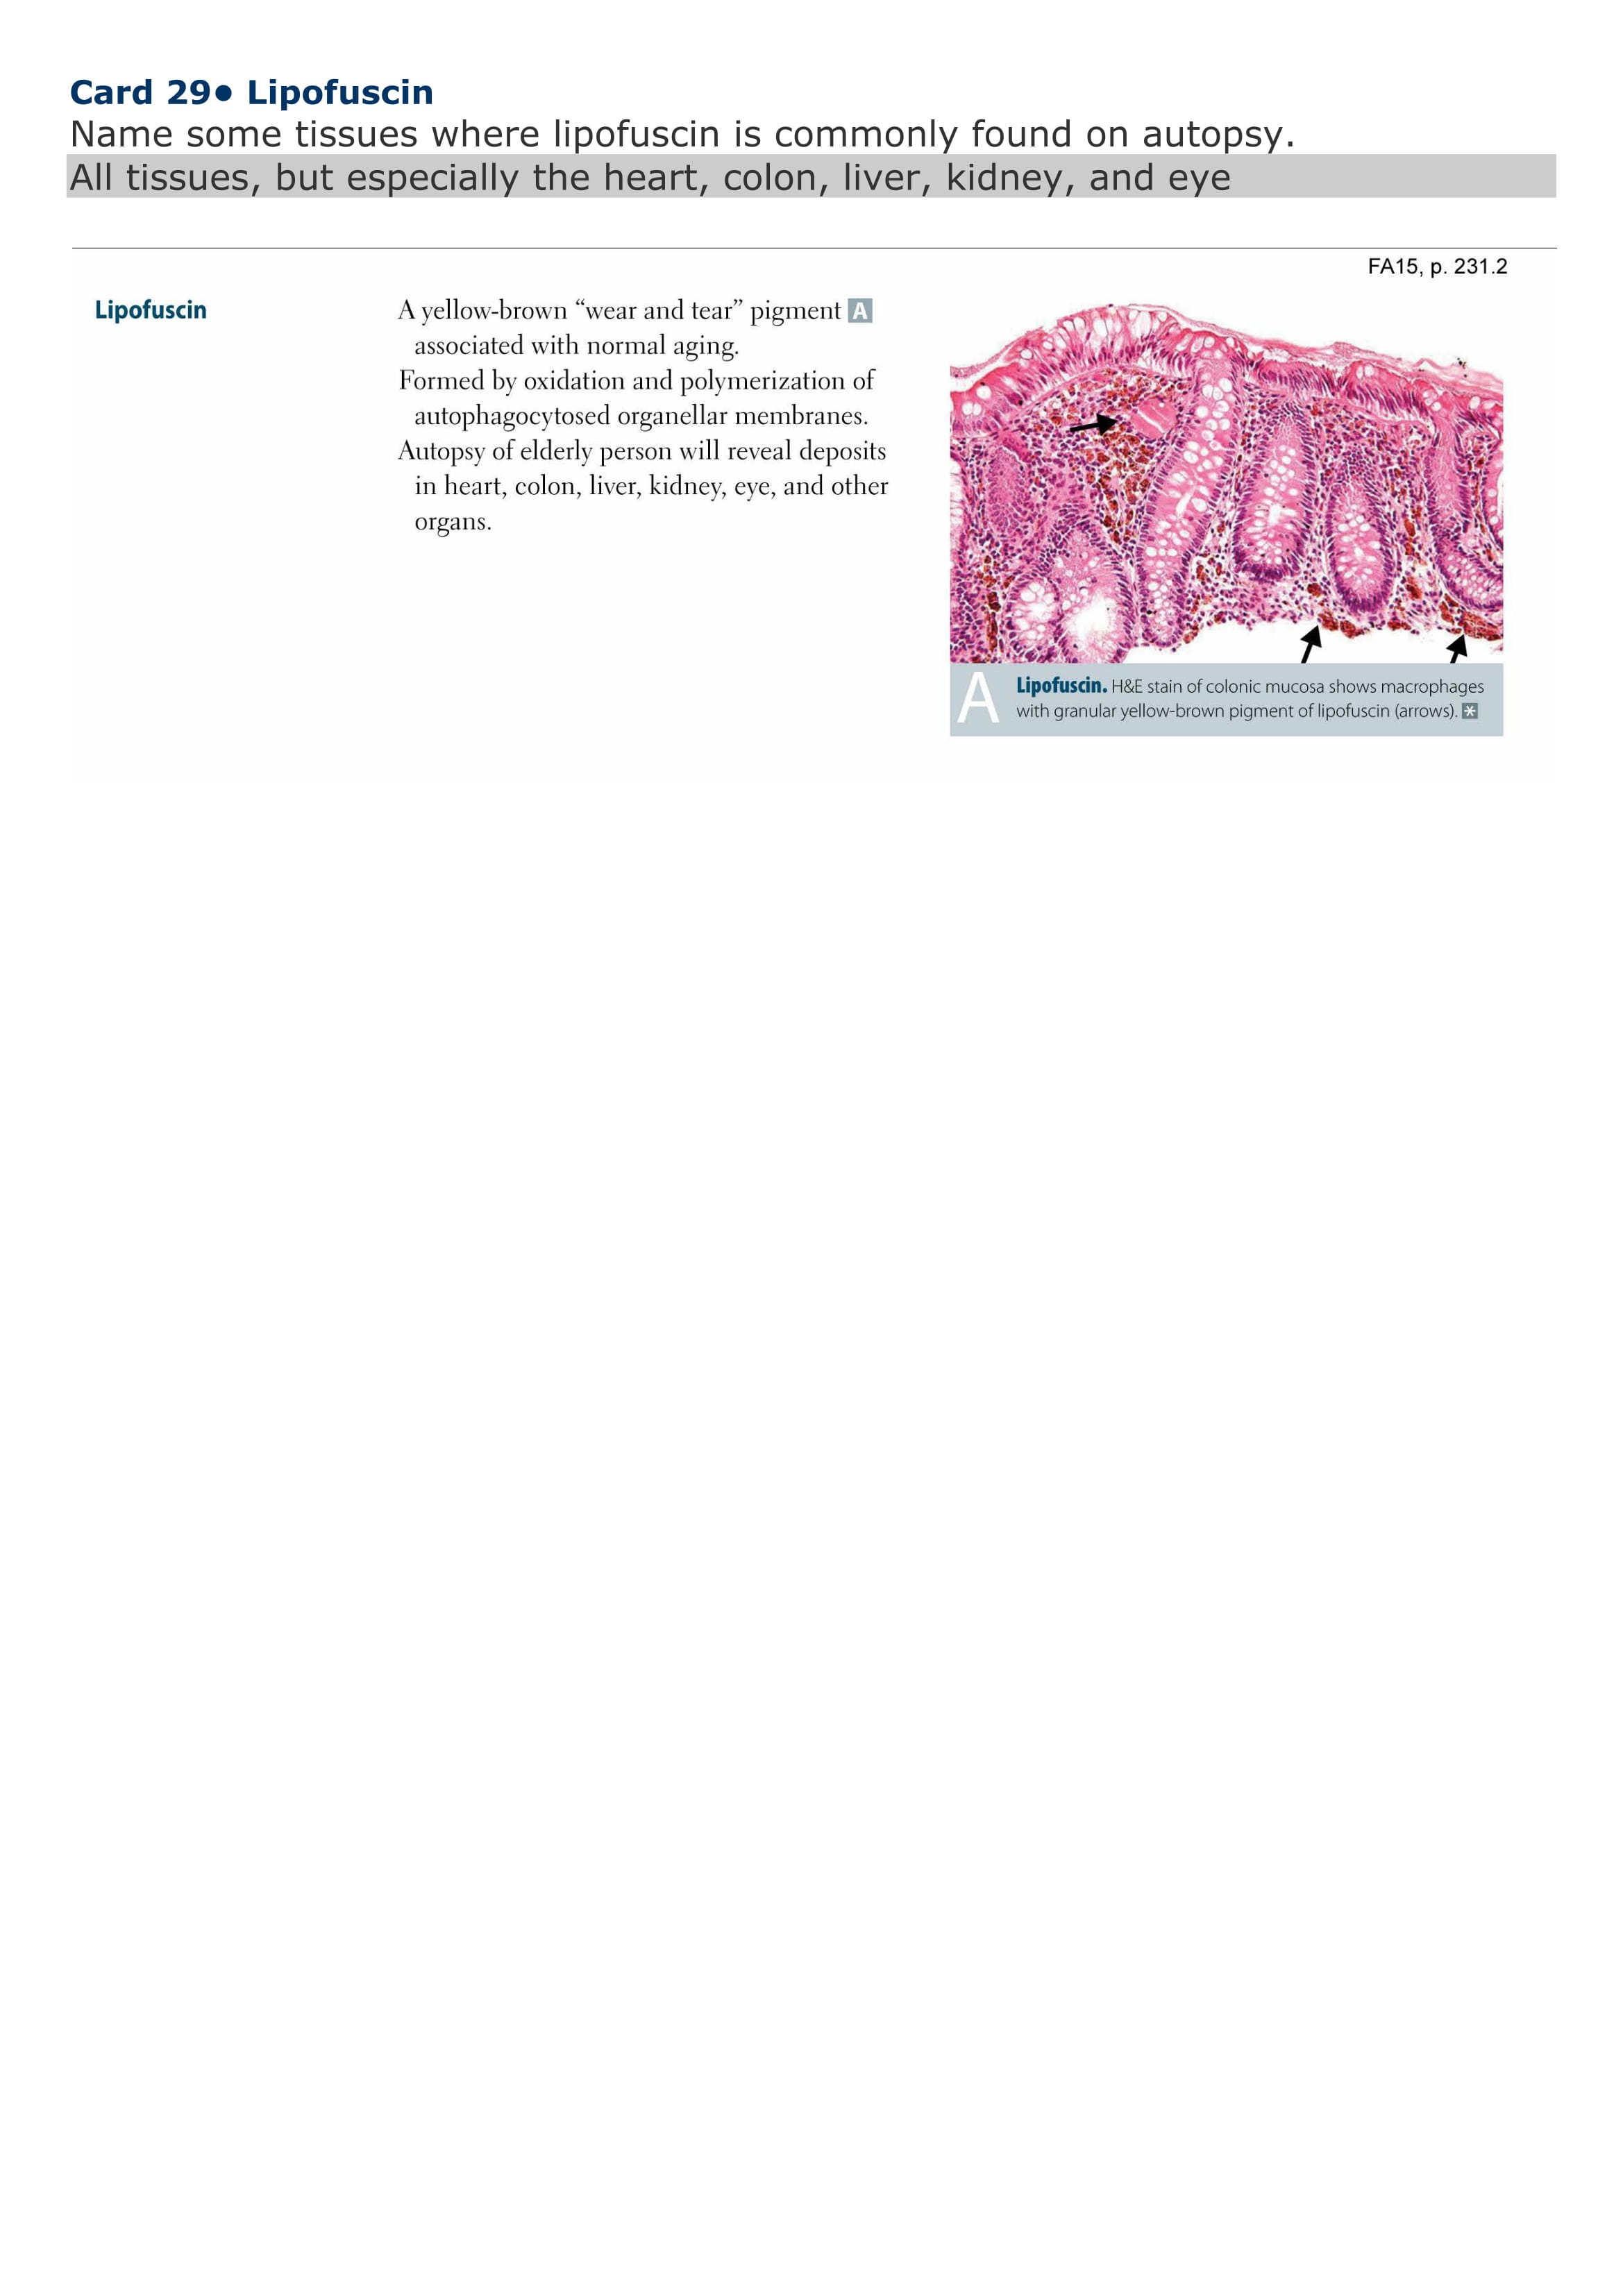 Card 29● Lipofuscin
Name some tissues where lipofuscin is commonly found on autopsy.
All tissues, but especially the heart, colon, liver, kidney, and eye
FA15, p. 231.2
Lipofuscin
A yellow-brown “wear and tear” pigment A
associated with normal aging.
Formed by oxidation and polymerization of
autophagocytosed organellar membranes.
Autopsy of elderly person will reveal deposits
in heart, colon, liver, kidney, eye, and other
organs.
A
Lipofuscin. H&E stain of colonic mucosa shows macrophages
with granular yellow-brown pigment of lipofuscin (arrows). *